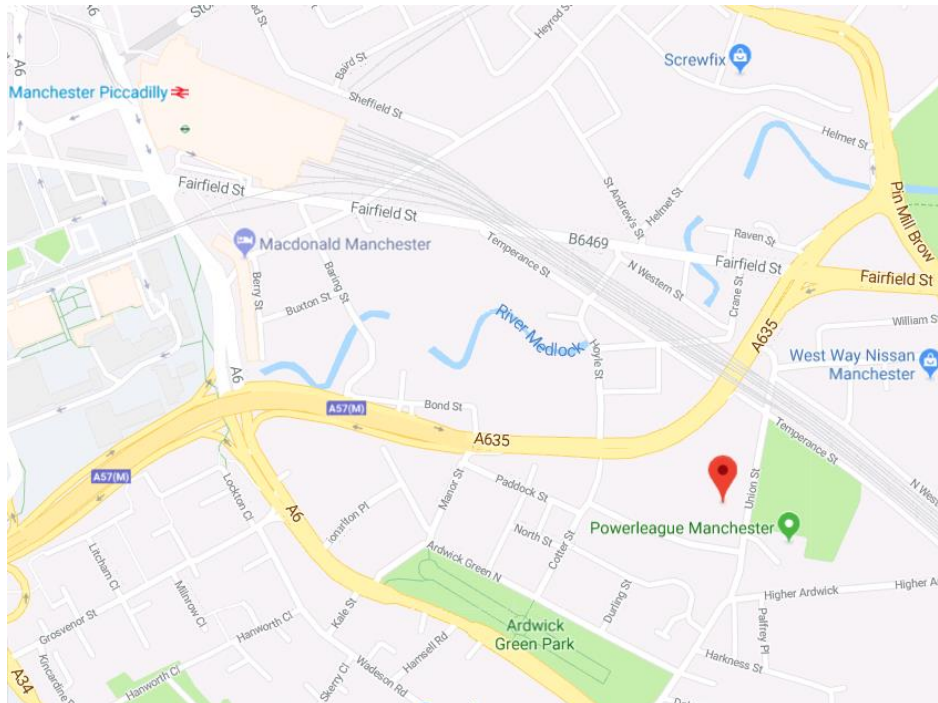 A6
Sto
Heyrod St
Baird St
Screwfix
Manchester Piccadilly
Sheffield St
Helmet St
Fairfield St
St Andrew's St
Helmet St
Pin Mill Brow
Fairfield St
B6469
Raven St
Macdonald Manchester
Temperance St
Fairfield St
Fairfield St
N Western St
Crane St
Berry St
Baring St
Buxton St
River Medlock
William St
A635
Hoyle St
West Way Nissan
Manchester
A6
A57(M)
Bond St
A635
Temperance St
A57(M)
Manor St
Paddock St
Union St
N West
Lockton Cl
A6
North St
Powerleague Manchester
Litcham Cl
Cotter St
Ardwick Green N
Milnrow Cl
Durling St
Higher Ardwick
Higher A
Grosvenor St
Hanworth Cl
Kale St
Ardwick
Green Park
Palfrey Pl
Hamsell Rd
Harkness St
A34
Kincardine
Hanworth Cl
Skerry Cl
Wadeson Rd